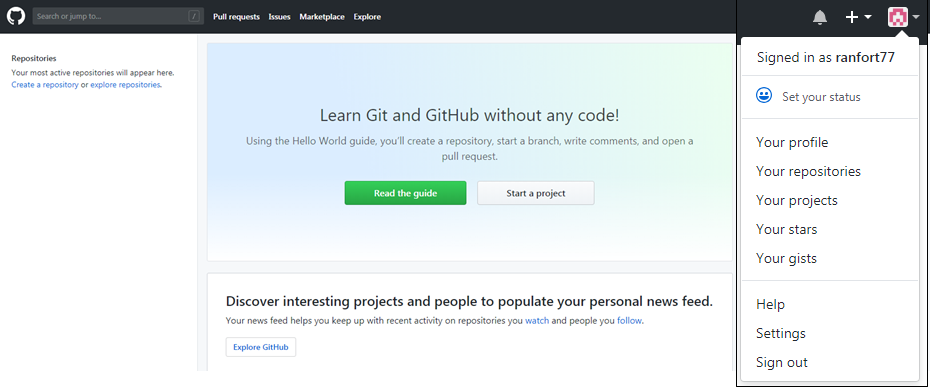 Search or jump to... /
Pull requests Issues Marketplace Explore
Repositories
Your most active repositories will appear here.
Create a repository or explore repositories.
Learn Git and GitHub without any code!
Using the Hello World guide, you'll create a repository, start a branch, write comments, and open a
pull request.
Read the guide
Start a project
Discover interesting projects and people to populate your personal news feed.
Your news feed helps you keep up with recent activity on repositories you watch and people you follow.
Explore GitHub
Signed in as ranfort77
Set your status
Your profile
Your repositories
Your projects
Your stars
Your gists
Help
Settings
Sign out